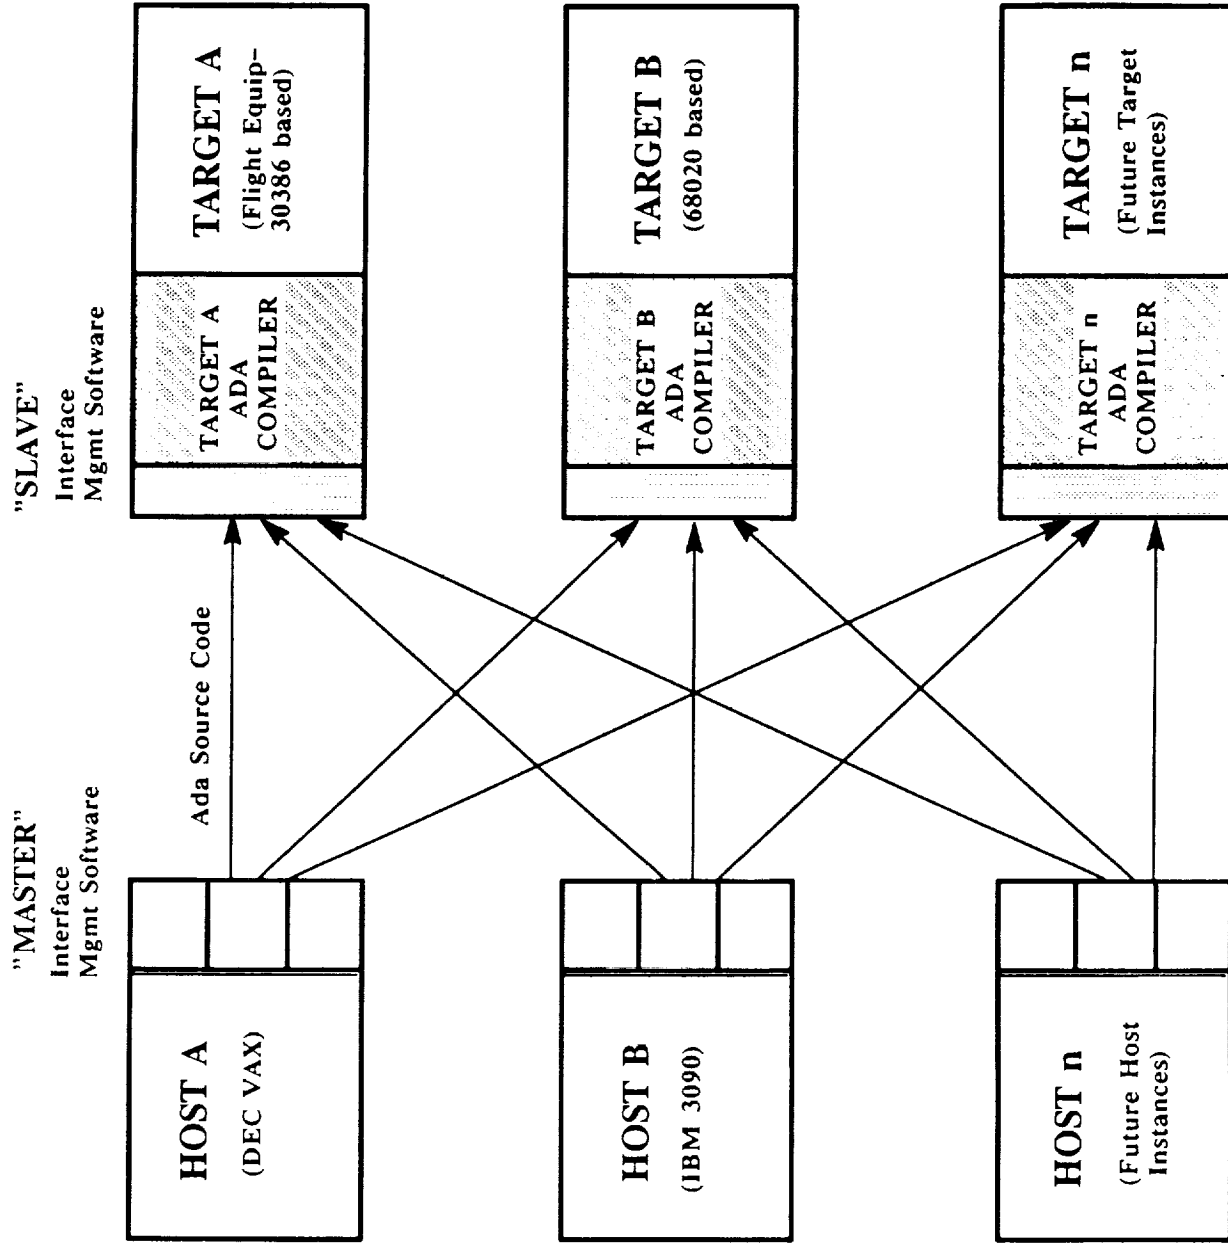 "MASTER"
Interface
Mgmt Software
"SLAVE"
Interface
Mgmt Software
HOST A
(DEC VAX)
Ada Source Code
TARGET A
ADA
COMPILER
TARGET A
(Flight Equip-
30386 based)
HOST B
(IBM 3090)
TARGET B
ADA
COMPILER
TARGET B
(68020 based)
HOST n
(Future Host
Instances)
TARGET n
ADA
COMPILER
TARGET n
(Future Target
Instances)